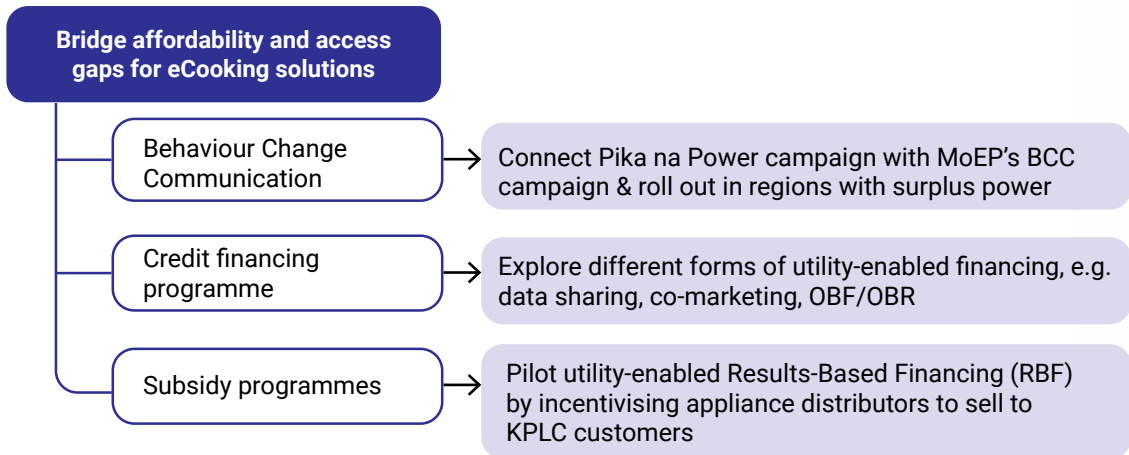 Bridge affordability and access
gaps for eCooking solutions
Behaviour Change
Communication
Connect Pika na Power campaign with MoEP’s BCC
campaign & roll out in regions with surplus power
Credit financing
programme
Explore different forms of utility-enabled financing, e.g.
data sharing, co-marketing, OBF/OBR
Subsidy programmes
Pilot utility-enabled Results-Based Financing (RBF)
by incentivising appliance distributors to sell to
KPLC customers